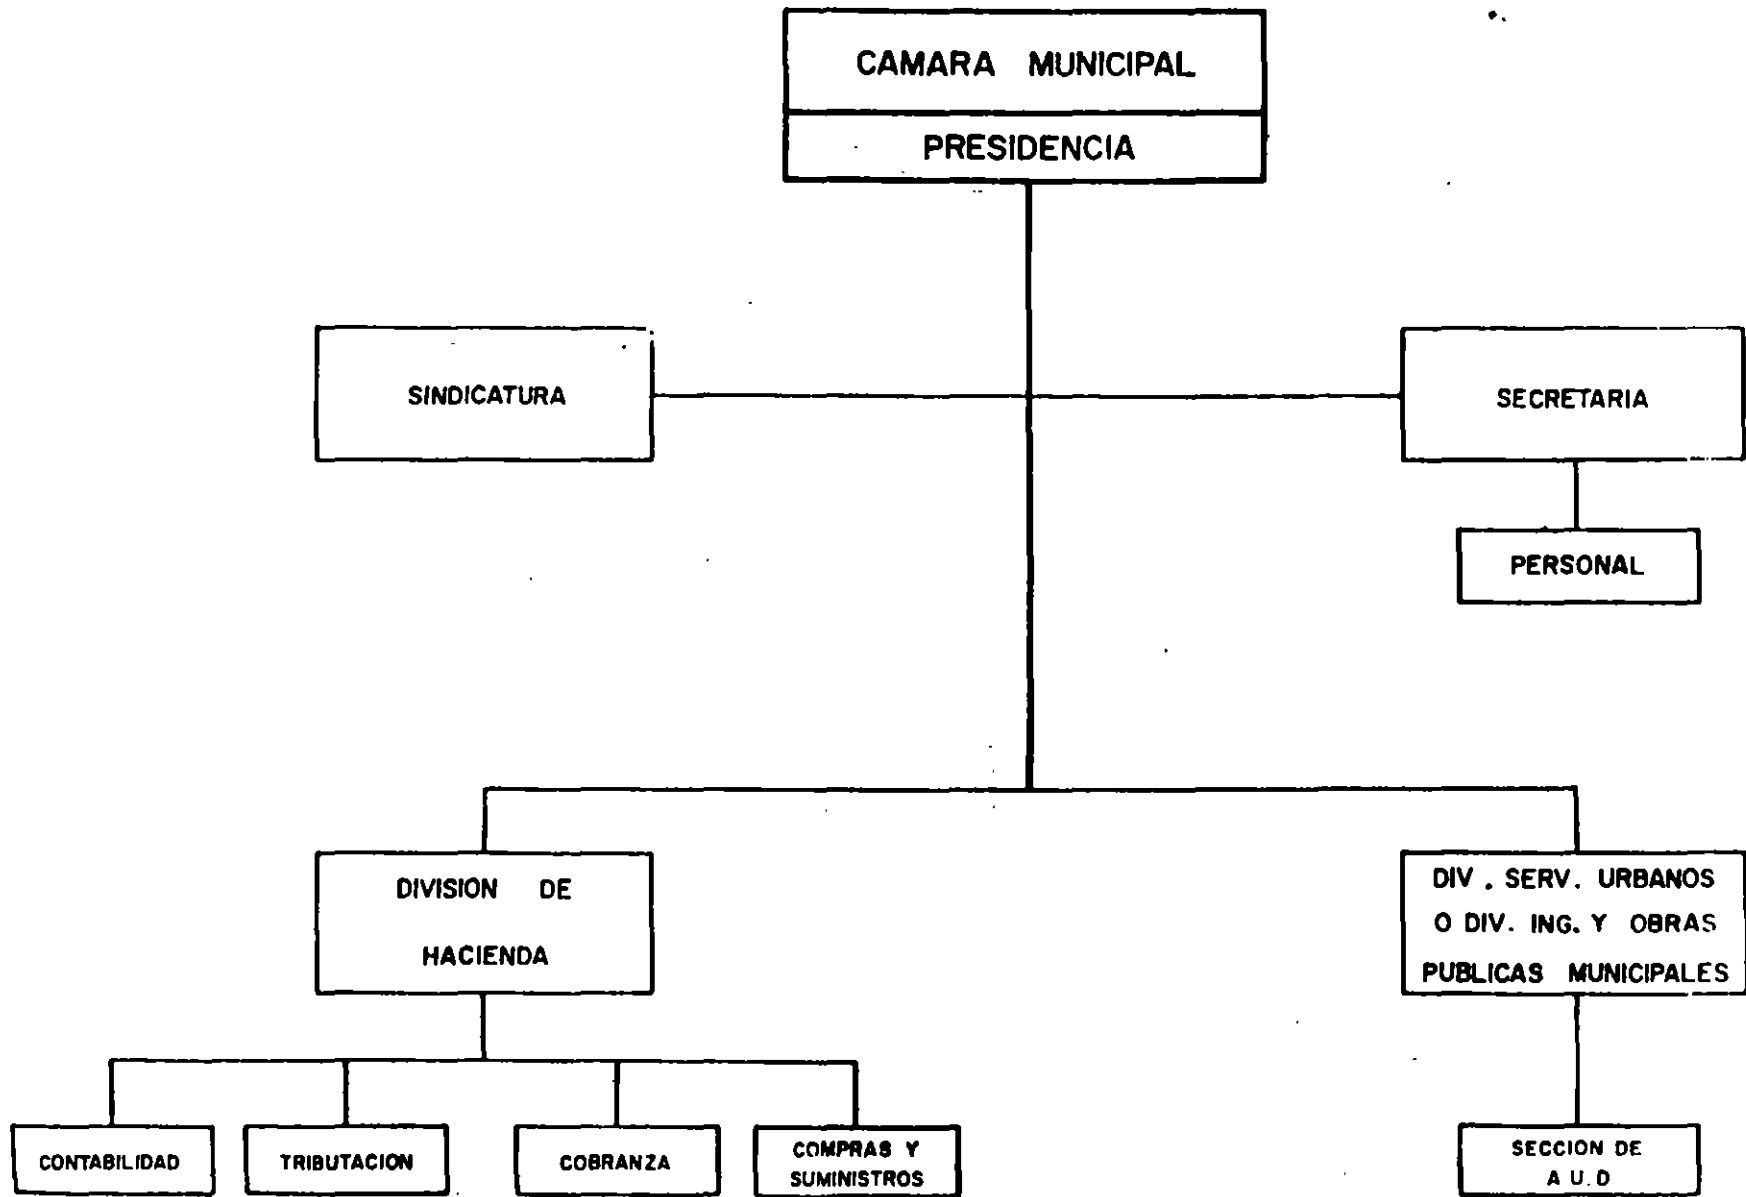 CAMARA MUNICIPAL
PRESIDENCIA
SINDICATURA
SECRETARIA
PERSONAL
DIVISION DE
HACIENDA
DIV. SERV. URBANOS
O DIV. ING. Y OBRAS
PUBLICAS MUNICIPALES
CONTABILIDAD
TRIBUTACION
COBRANZA
COMPRAS Y
SUMINISTROS
SECCION DE
A U. D